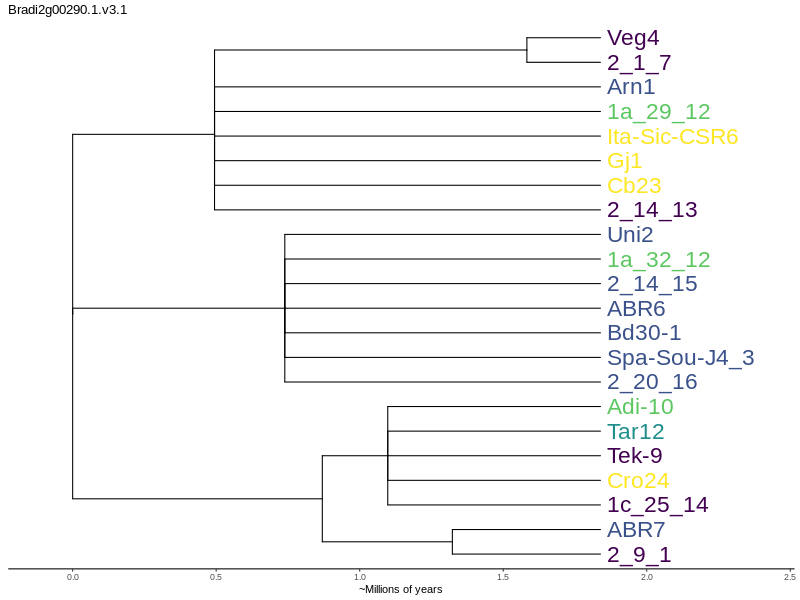 Bradi2g00290.1.v3.1
Veg4
2_1_7
Arn1
1a_29_12
Ita-Sic-CSR6
Gj1
Cb23
2_14_13
Uni2
1a_32_12
2_14_15
ABR6
Bd30-1
Spa-Sou-J4_3
2_20_16
Adi-10
Tar12
Tek-9
Cro24
1c_25_14
ABR7
2_9_1
0.0 0.5 1.0 1.5 2.0 2.5
~Millions of years